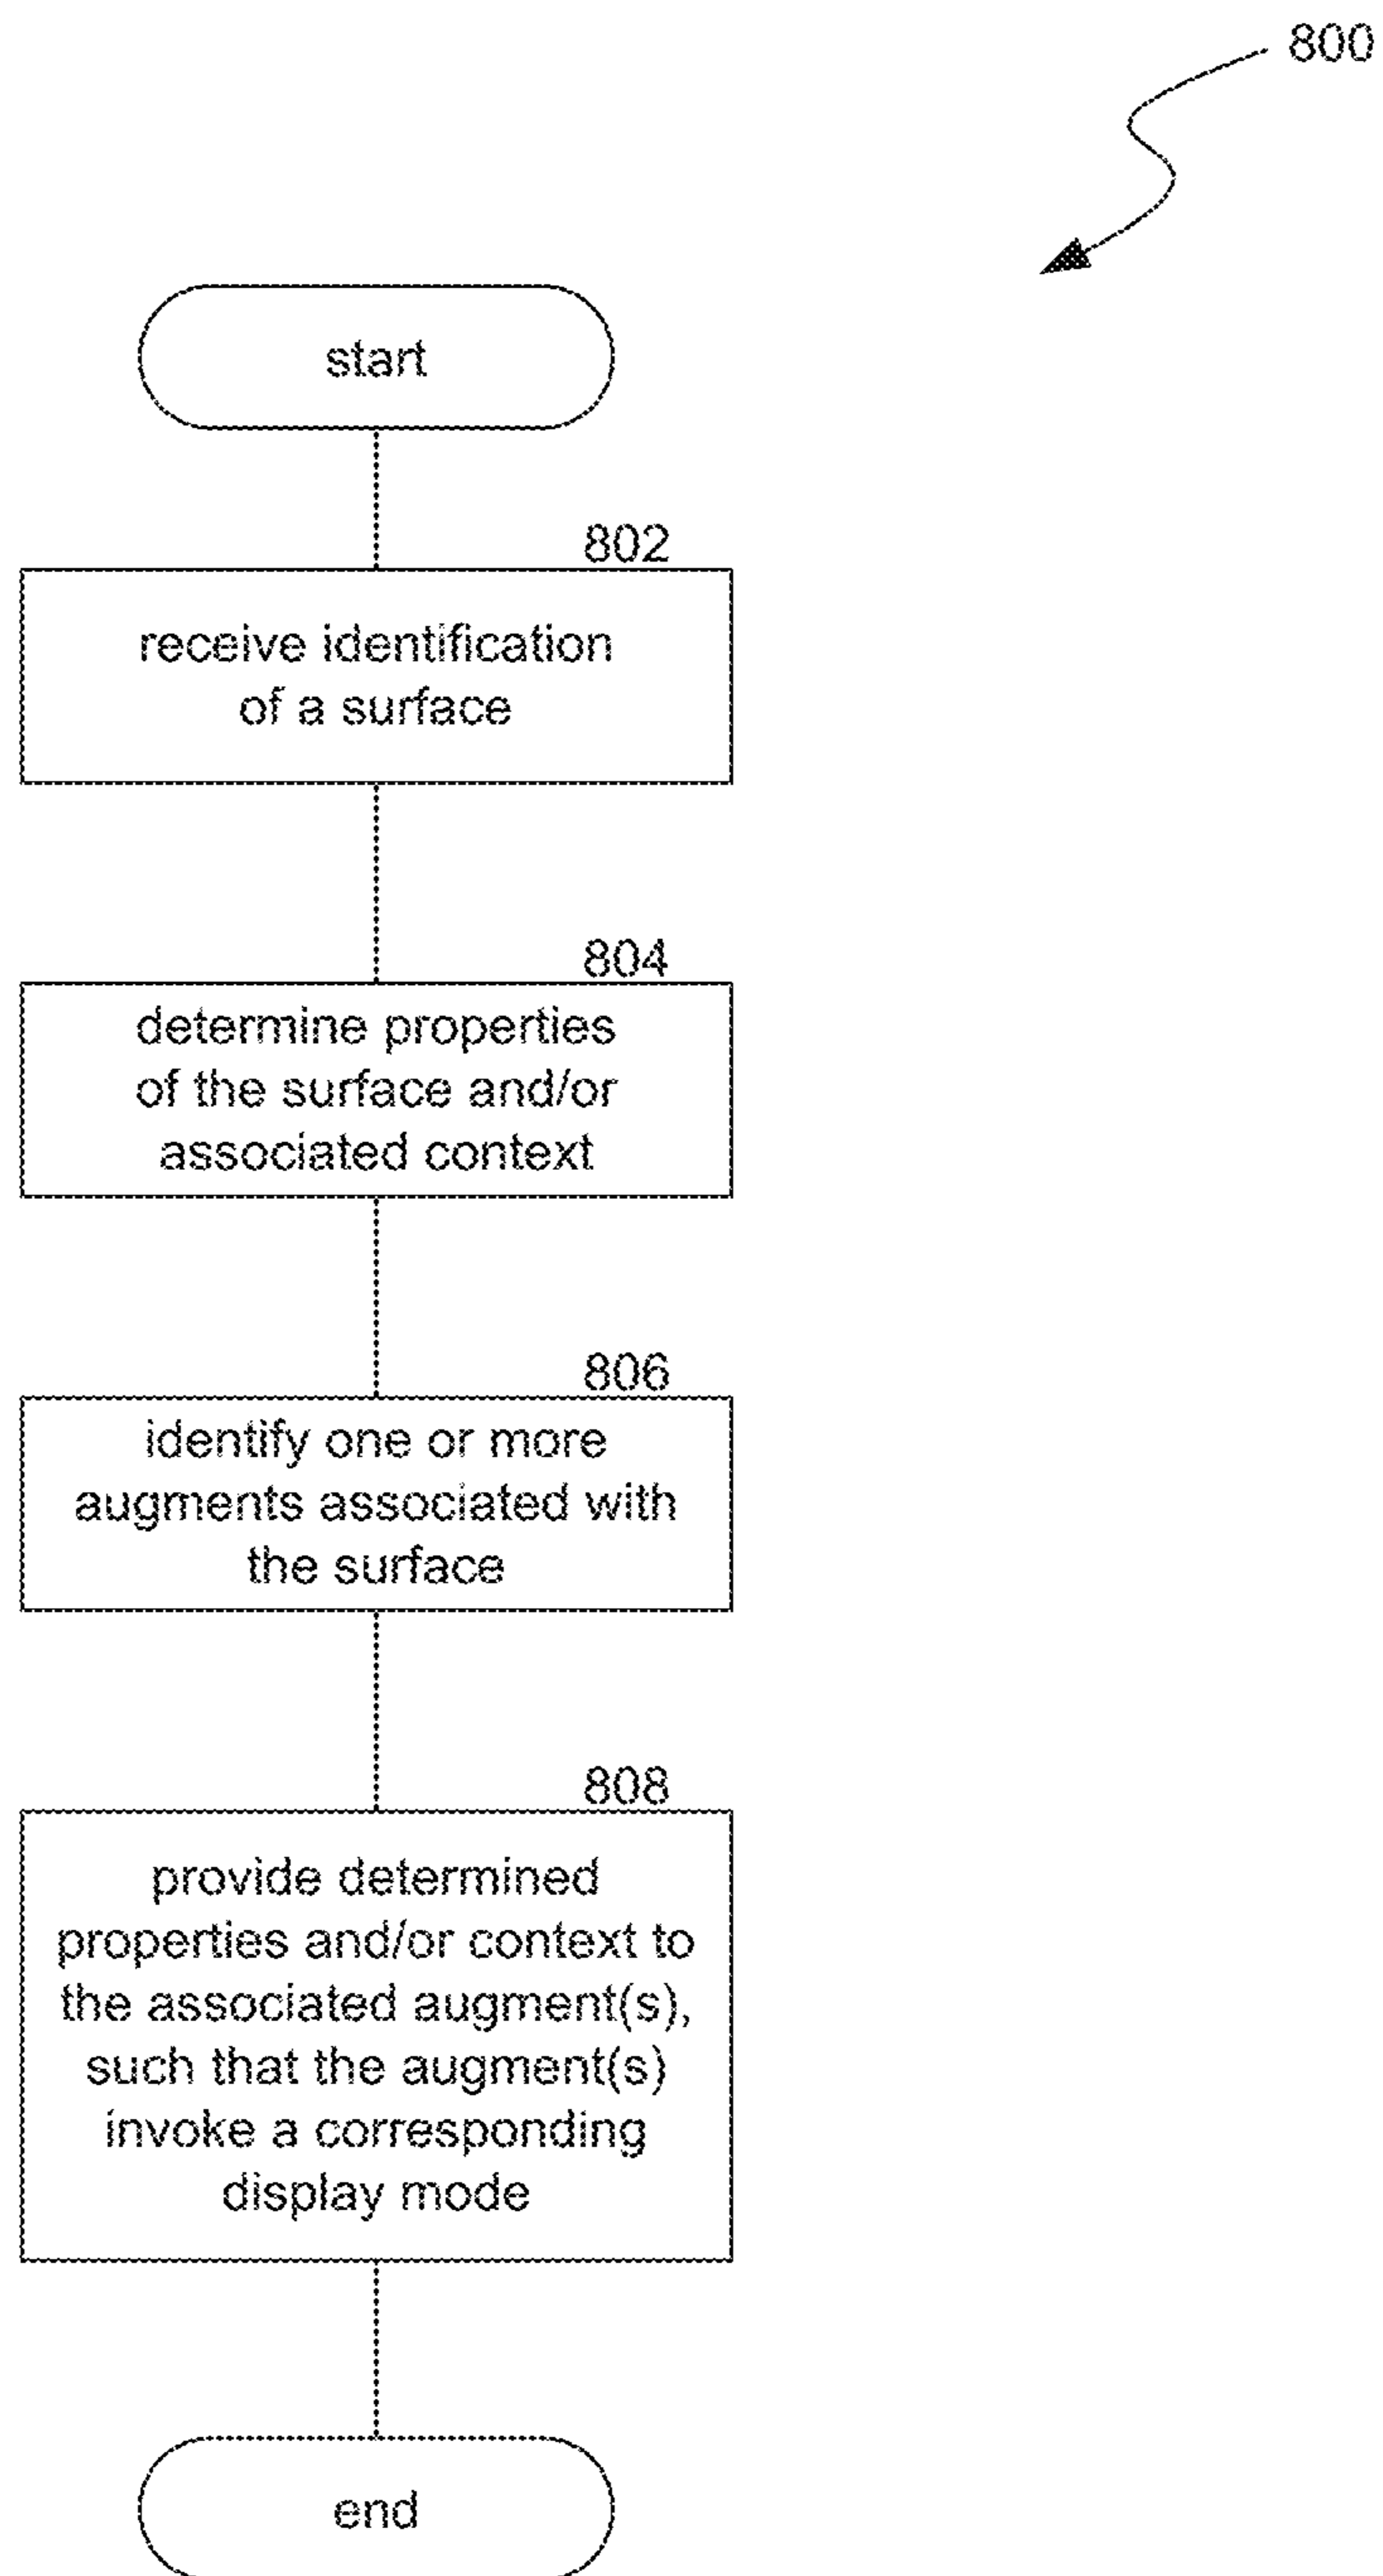 800
start
802
receive identification
of a surface
804
determine properties
of the surface and/or
associated context
806
identify one or more
augments associated with
the surface
808
provide determined
properties and/or context to
the associated augment(s),
such that the augment(s)
invoke a corresponding
display mode
end